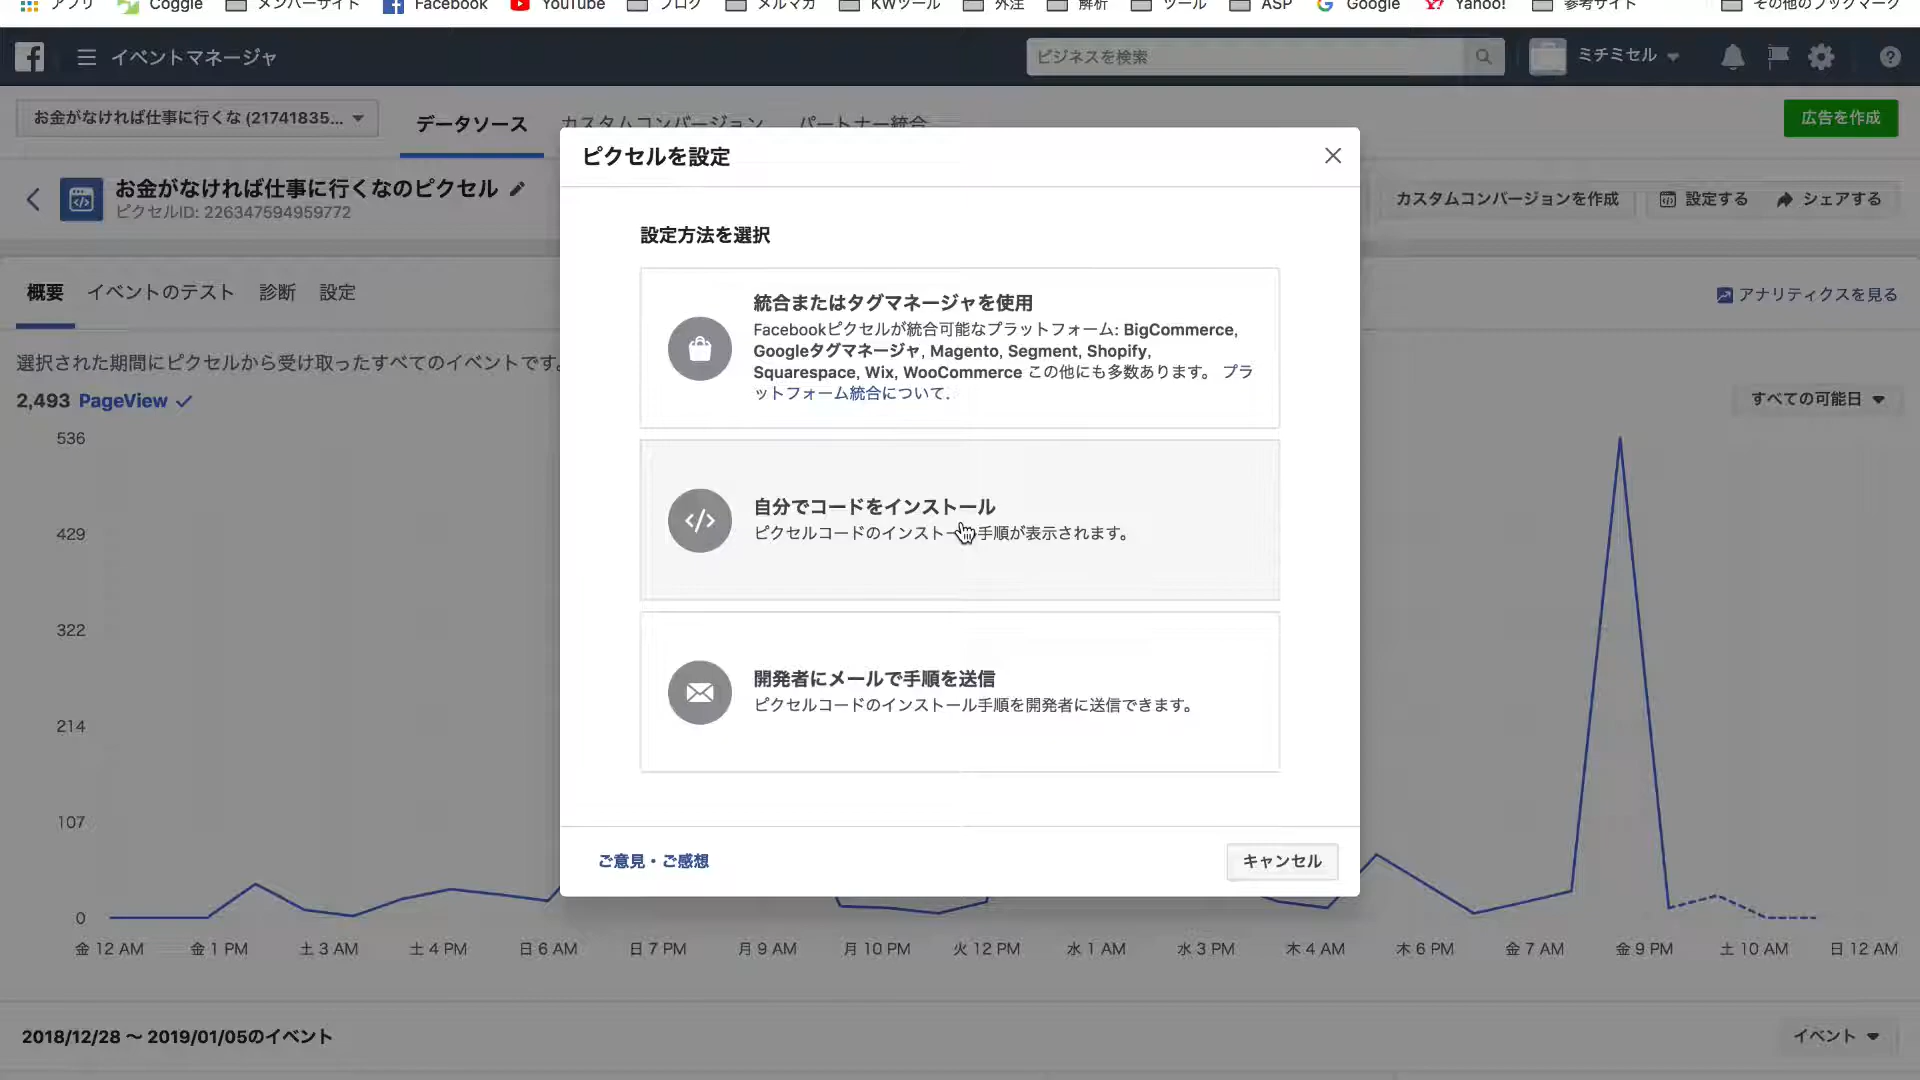 アプリ Coggle メンバーサイト Facebook YouTube ブログ メルマガ KWツール 外注 解析 ツール ASP Google Yahoo! 参考サイト その他のブックマーク
イベントマネージャ ビジネスを検索 ミチミセル
お金がなければ仕事に行くな (21741835... データソース カスタムコンバージョン パートナー統合 広告を作成
お金がなければ仕事に行くなのピクセル
ピクセルID: 226347594959772
カスタムコンバージョンを作成 設定する シェアする
概要 イベントのテスト 診断 設定 アナリティクスを見る
選択された期間にピクセルから受け取ったすべてのイベントです。
2,493 PageView すべての可能日
ピクセルを設定
設定方法を選択
統合またはタグマネージャを使用
Facebookピクセルが統合可能なプラットフォーム: BigCommerce,
Googleタグマネージャ, Magento, Segment, Shopify,
Squarespace, Wix, WooCommerce この他にも多数あります。 プラ
ットフォーム統合について.
自分でコードをインストール
ピクセルコードのインストール手順が表示されます。
開発者にメールで手順を送信
ピクセルコードのインストール手順を開発者に送信できます。
ご意見・ご感想 キャンセル
536
429
322
214
107
0
金 12 AM 金 1 PM 土 3 AM 土 4 PM 日 6 AM 日 7 PM 月 9 AM 月 10 PM 火 12 PM 水 1 AM 水 3 PM 木 4 AM 木 6 PM 金 7 AM 金 9 PM 土 10 AM 日 12 AM
2018/12/28 〜 2019/01/05のイベント イベント